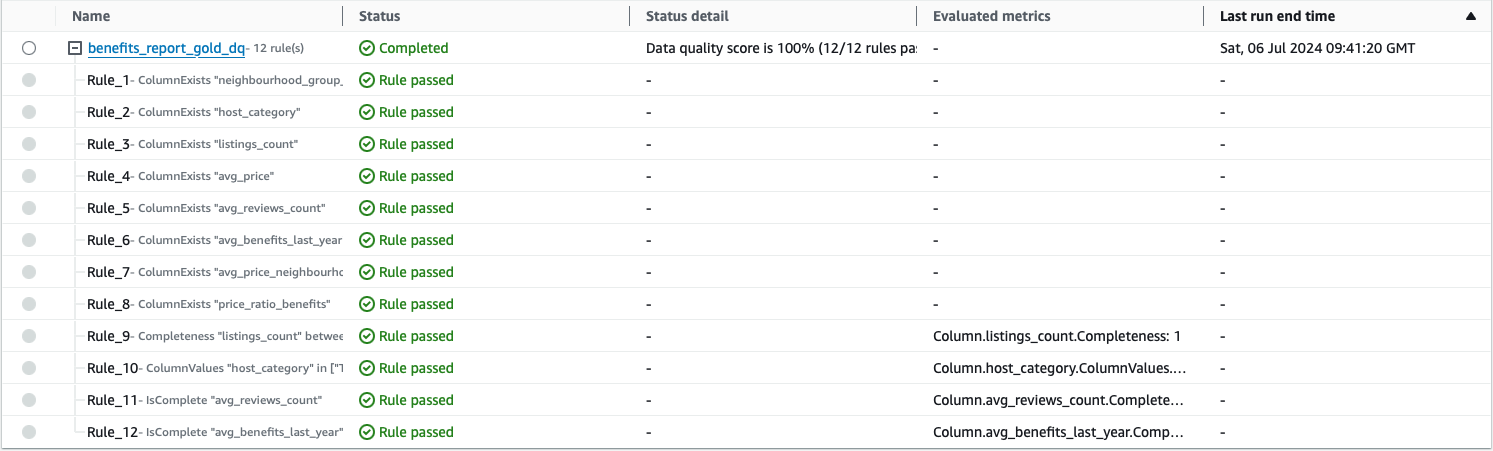 Name Status Status detail Evaluated metrics Last run end time
benefits_report_gold_dq- 12 rule(s) Completed Data quality score is 100% (12/12 rules pa - Sat, 06 Jul 2024 09:41:20 GMT
Rule_1- ColumnExists "neighbourhood_group_ Rule passed - - -
Rule_2- ColumnExists "host_category" Rule passed - - -
Rule_3- ColumnExists "listings_count" Rule passed - - -
Rule_4- ColumnExists "avg_price" Rule passed - - -
Rule_5- ColumnExists "avg_reviews_count" Rule passed - - -
Rule_6- ColumnExists "avg_benefits_last_year Rule passed - - -
Rule_7- ColumnExists "avg_price_neighbourhc Rule passed - - -
Rule_8- ColumnExists "price_ratio_benefits" Rule passed - - -
Rule_9- Completeness "listings_count" betwee Rule passed - Column.listings_count.Completeness: 1 -
Rule_10- ColumnValues "host_category" in ["T Rule passed - Column.host_category.ColumnValues.... -
Rule_11- IsComplete "avg_reviews_count" Rule passed - Column.avg_reviews_count.Complete... -
Rule_12- IsComplete "avg_benefits_last_year" Rule passed - Column.avg_benefits_last_year.Comp... -